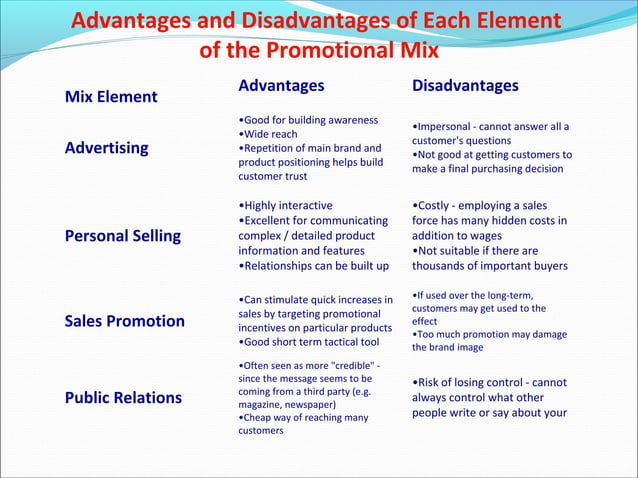 Advantages and Disadvantages of Each Element
of the Promotional Mix
Mix Element
Advantages
Disadvantages
Advertising
•Good for building awareness
•Wide reach
•Repetition of main brand and
product positioning helps build
customer trust
•Impersonal - cannot answer all a
customer's questions
•Not good at getting customers to
make a final purchasing decision
Personal Selling
•Highly interactive
•Excellent for communicating
complex / detailed product
information and features
•Relationships can be built up
•Costly - employing a sales
force has many hidden costs in
addition to wages
•Not suitable if there are
thousands of important buyers
Sales Promotion
•Can stimulate quick increases in
sales by targeting promotional
incentives on particular products
•Good short term tactical tool
•If used over the long-term,
customers may get used to the
effect
•Too much promotion may damage
the brand image
Public Relations
•Often seen as more "credible" -
since the message seems to be
coming from a third party (e.g.
magazine, newspaper)
•Cheap way of reaching many
customers
•Risk of losing control - cannot
always control what other
people write or say about your